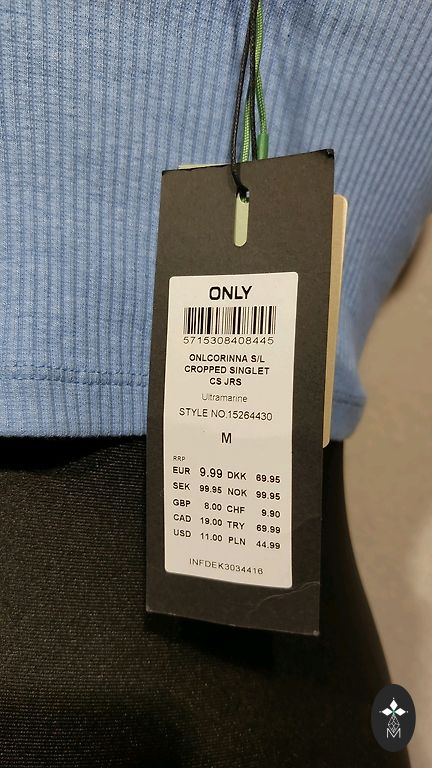 ONLY
5715308408445
ONLCORINNA S/L
CROPPED SINGLET
CS JRS
Ultramarine
STYLE NO.15264430
M
RRP
EUR 9.99 DKK 69.95
SEK 99.95 NOK 99.95
GBP 8.00 CHF 9.90
CAD 19.00 TRY 69.99
USD 11.00 PLN 44.99
INFDEK3034416
M